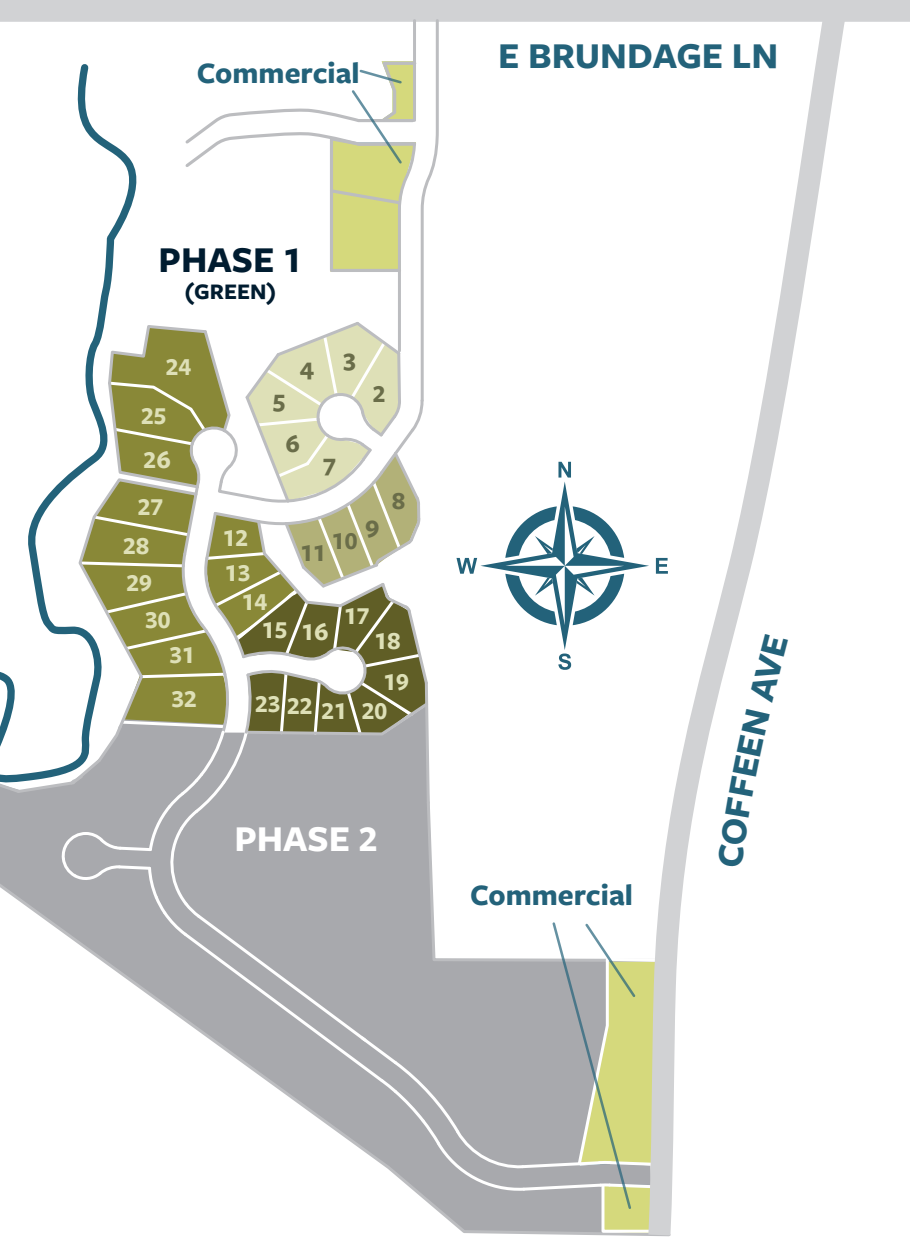 E BRUNDAGE LN
Commercial
PHASE 1
(GREEN)
24
25
26
27
28
29
30
31
32
2
3
4
5
6
7
8
9
10
11
12
13
14
15
16
17
18
19
20
21
22
23
N
W
E
S
COFFEEN AVE
PHASE 2
Commercial